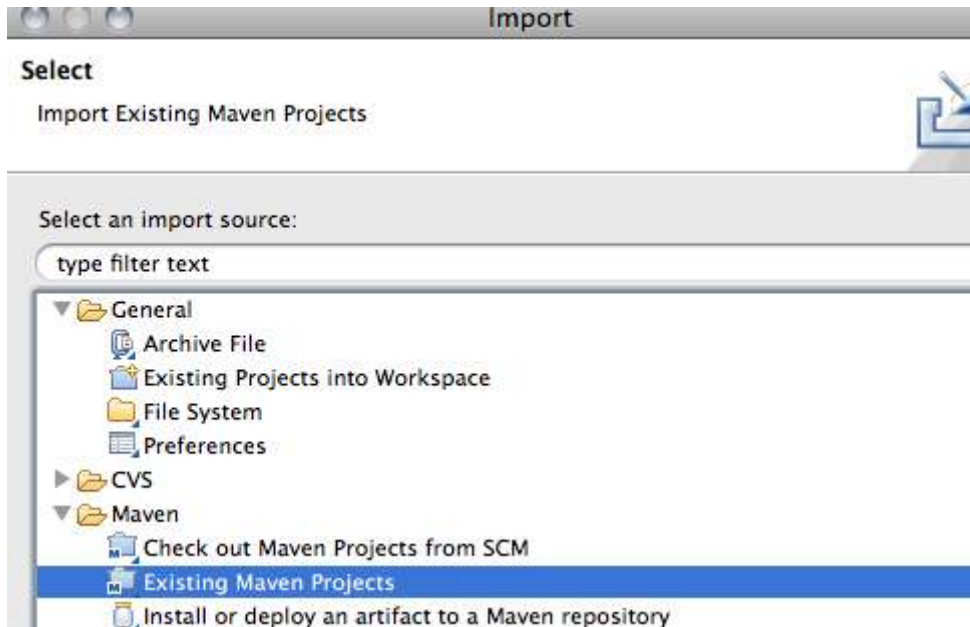 Import
Select
Import Existing Maven Projects
Select an import source:
type filter text
General
Archive File
Existing Projects into Workspace
File System
Preferences
CVS
Maven
Check out Maven Projects from SCM
Existing Maven Projects
Install or deploy an artifact to a Maven repository